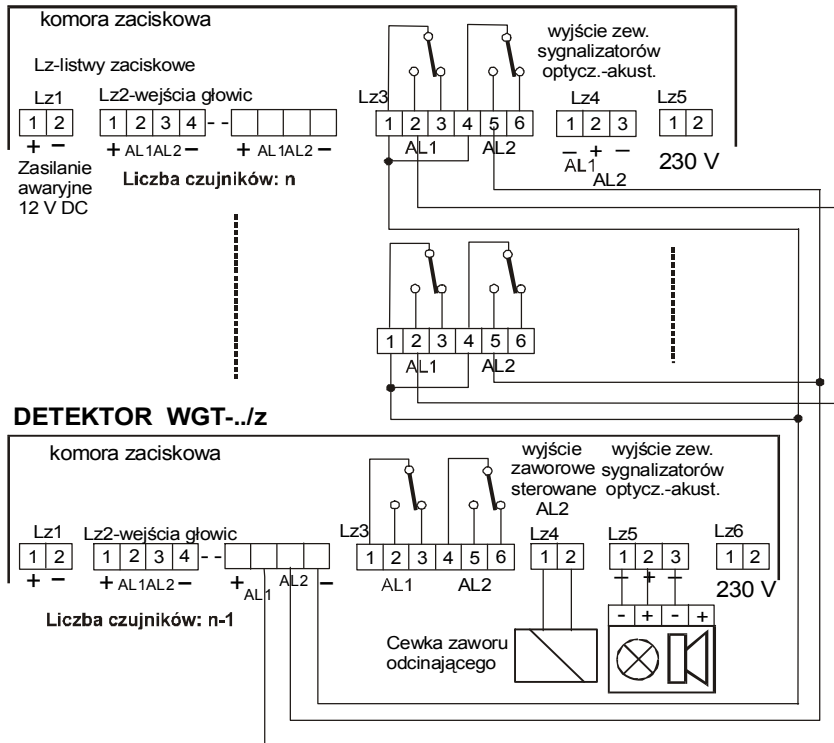 komora zaciskowa
wyjście zew.
sygnalizatorów
optycz.-akust.
Lz-listwy zaciskowe
Lz1
Lz2-wejścia głowic
Lz3
Lz4
Lz5
1 2
1 2 3 4 - -
1 2 3 4 5 6
1 2 3
1 2
+ −
+ AL1AL2 −
+ AL1AL2 −
AL1
AL2
− + −
AL1
AL2
230 V
Zasilanie
awaryjne
12 V DC
Liczba czujników: n
1 2 3 4 5 6
AL1
AL2
DETEKTOR WGT-../z
komora zaciskowa
wyjście
zaworowe
sterowane
AL2
wyjście zew.
sygnalizatorów
optycz.-akust.
Lz1
Lz2-wejścia głowic
Lz3
Lz4
Lz5
Lz6
1 2
1 2 3 4 - -
1 2 3 4 5 6
1 2
1 2 3
1 2
+ −
+ AL1AL2 −
+ AL1 AL2 −
AL1
AL2
− + −
230 V
- + - +
Liczba czujników: n-1
Cewka zaworu
odcinającego